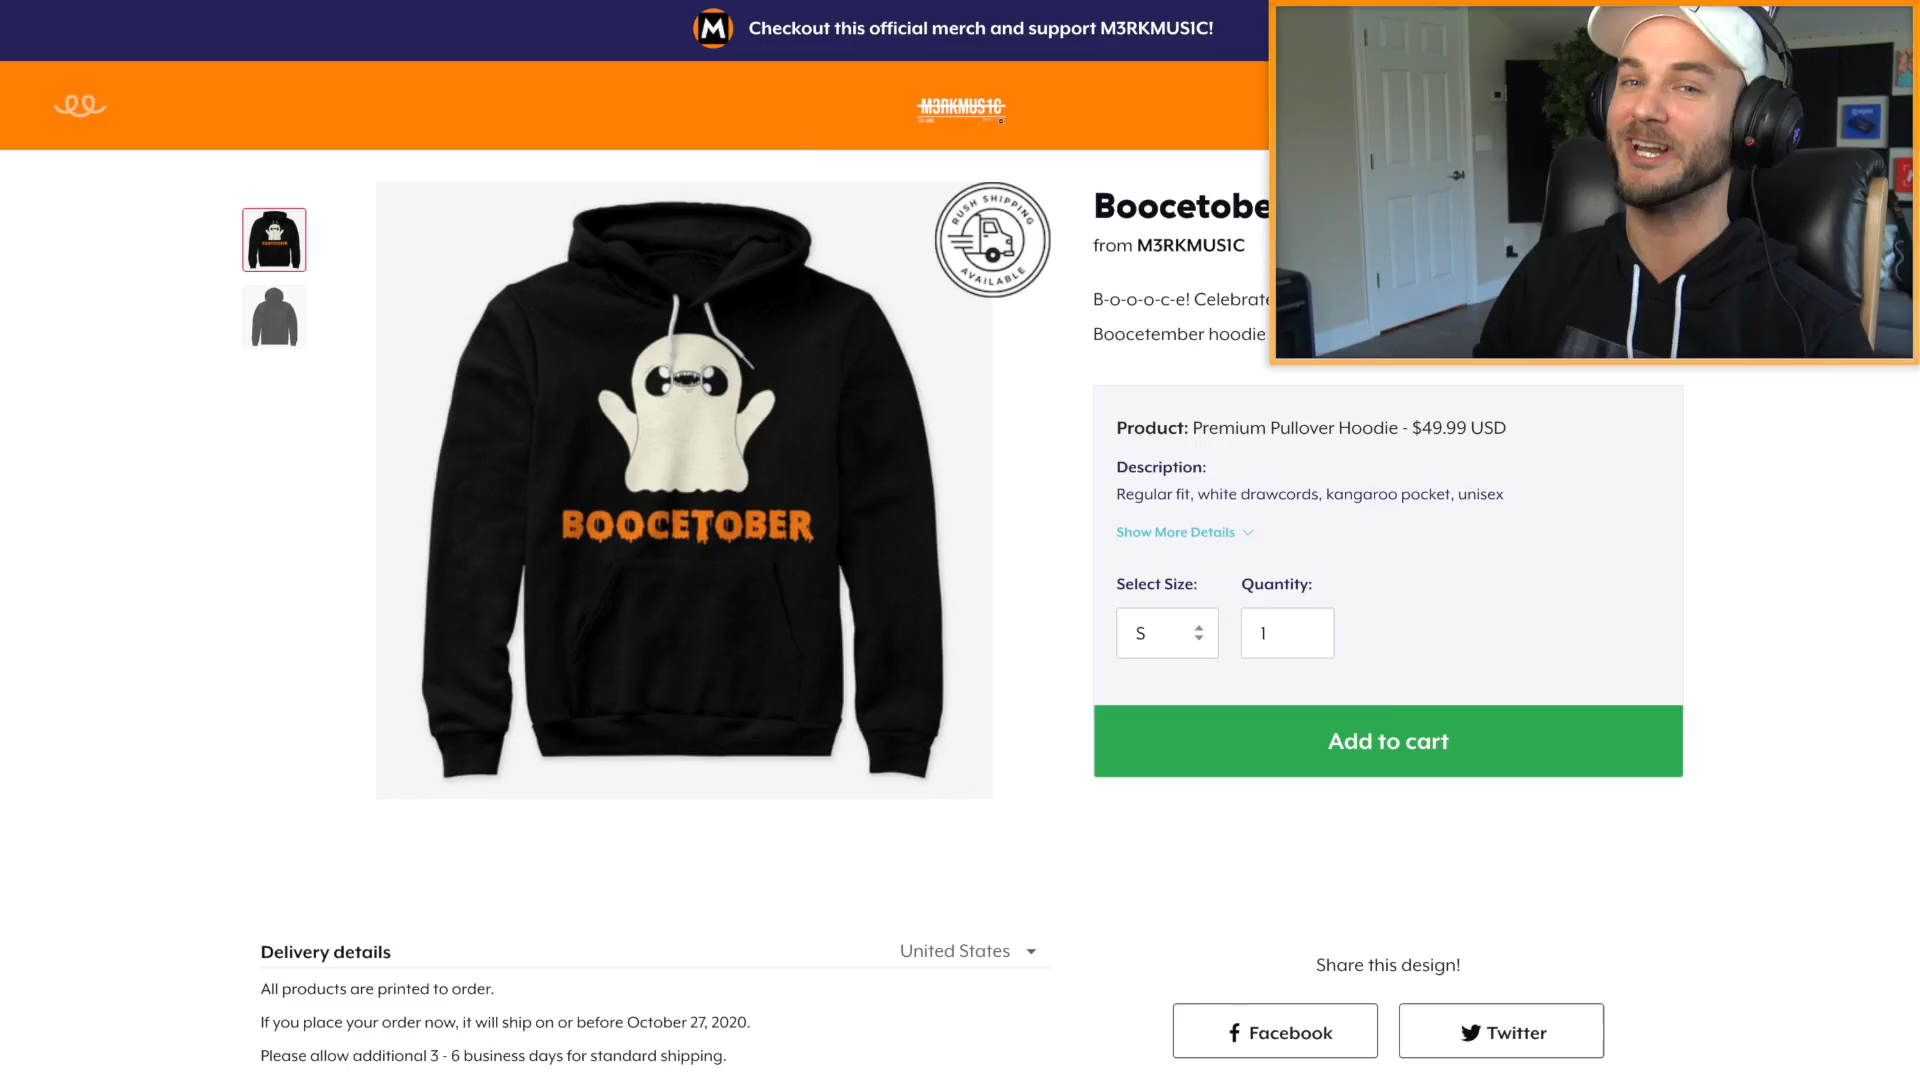 M Checkout this official merch and support M3RKMUS1C!
M3RKMUS1C
RUSH SHIPPING
AVAILABLE
BOOCETOBER
Boocetobe
from M3RKMUS1C
B-o-o-o-c-e! Celebrate
Boocetember hoodie
Product: Premium Pullover Hoodie - $49.99 USD
Description:
Regular fit, white drawcords, kangaroo pocket, unisex
Show More Details
Select Size: Quantity:
S 1
Add to cart
Delivery details United States
All products are printed to order.
If you place your order now, it will ship on or before October 27, 2020.
Please allow additional 3 - 6 business days for standard shipping.
Share this design!
Facebook Twitter